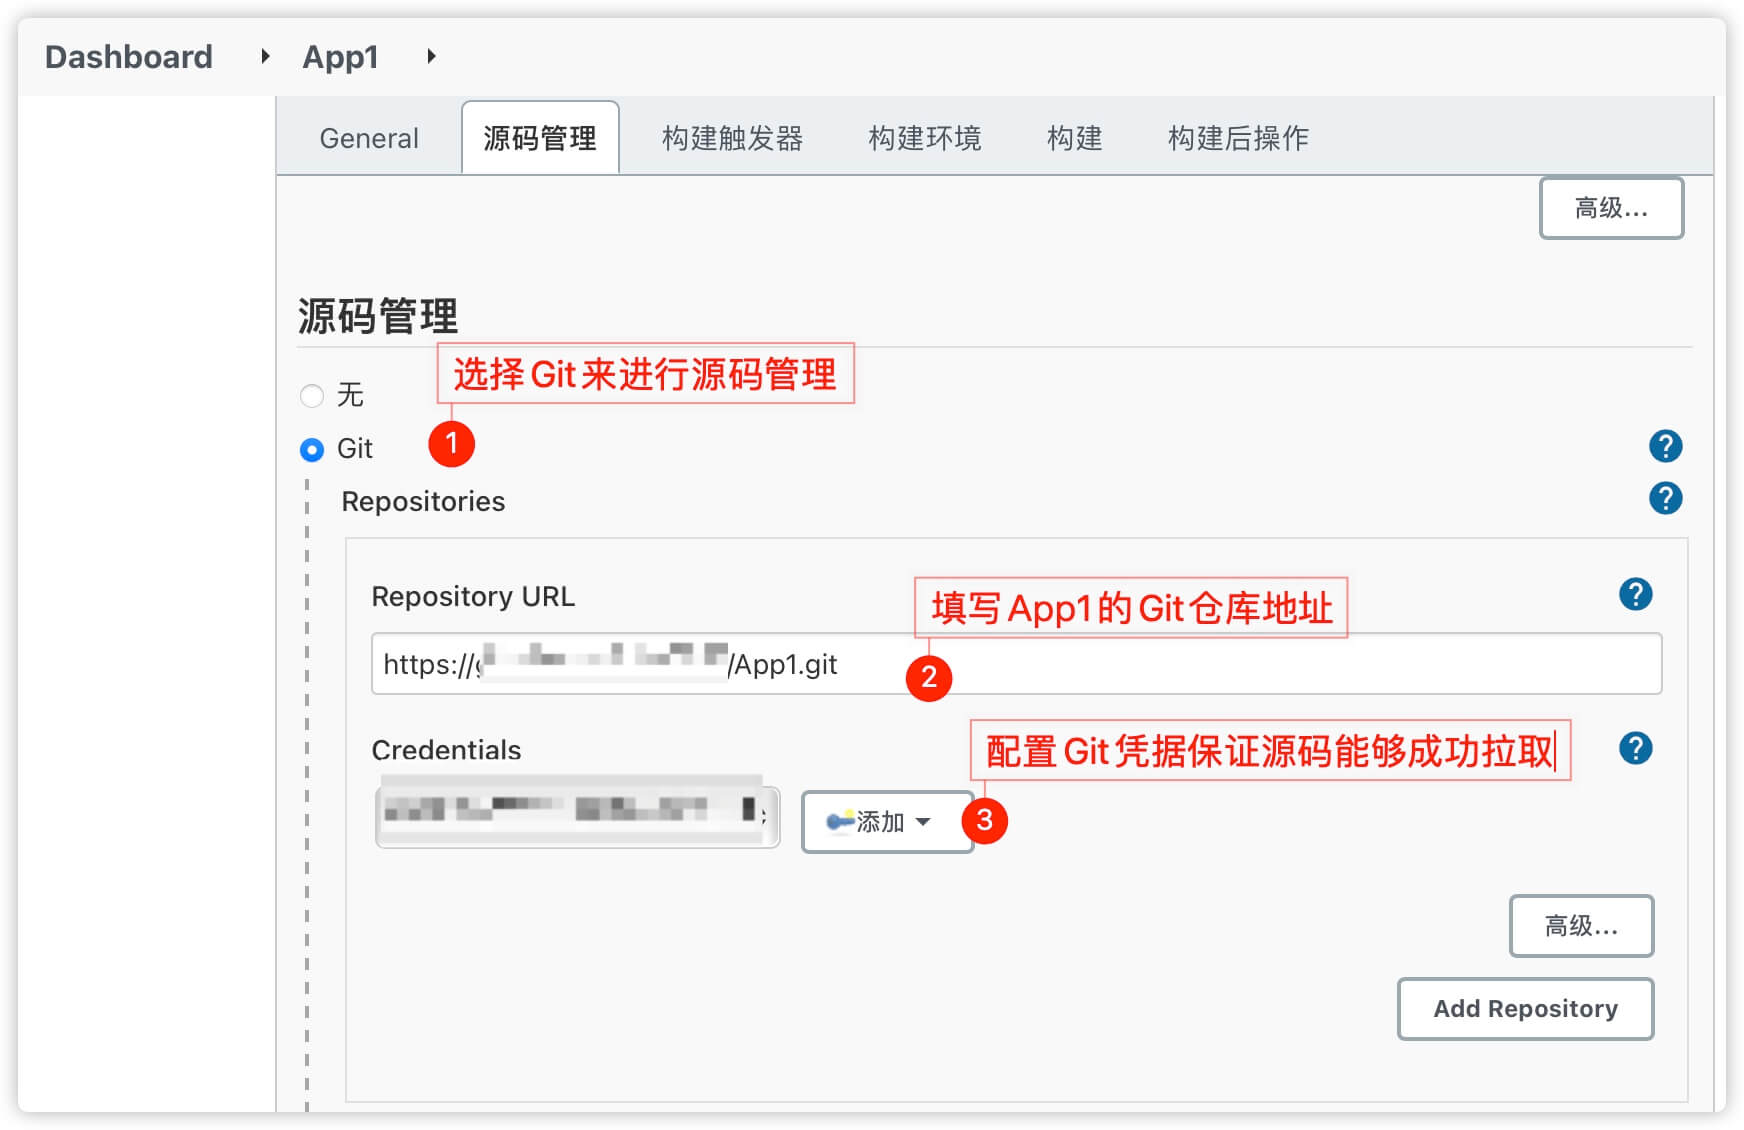 Dashboard App1
General 源码管理 构建触发器 构建环境 构建 构建后操作
高级...
源码管理
选择Git来进行源码管理
无
1
Git
?
Repositories
?
Repository URL
填写App1的Git仓库地址
?
https:// /App1.git
2
Credentials
配置Git凭据保证源码能够成功拉取
?
添加
3
高级...
Add Repository